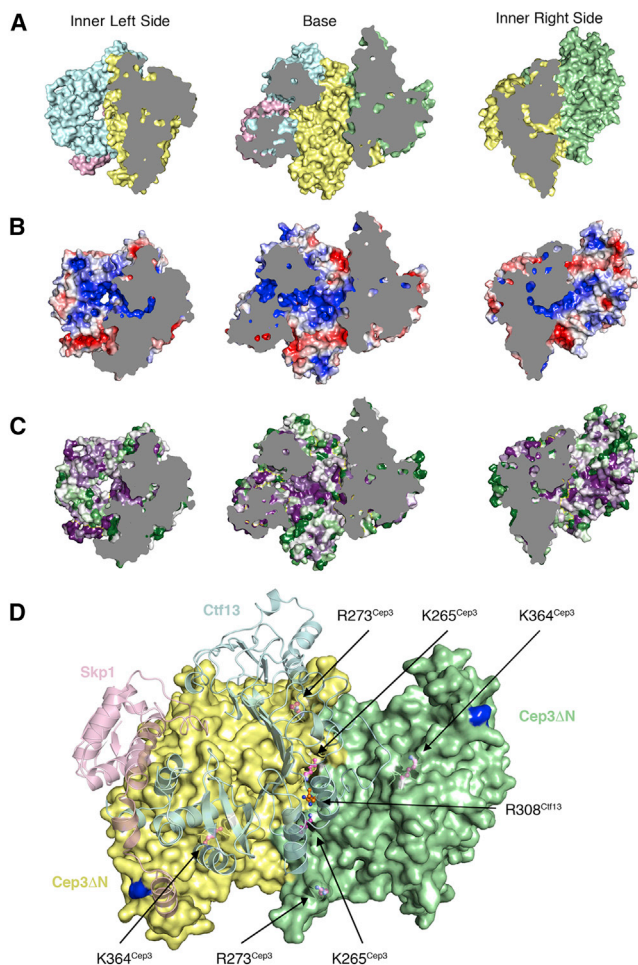 A
Inner Left Side
Base
Inner Right Side
B
C
D
Ctf13
R273Cep3
K265Cep3
K364Cep3
Skp1
Cep3ΔN
R308Ctf13
Cep3ΔN
K364Cep3
R273Cep3
K265Cep3